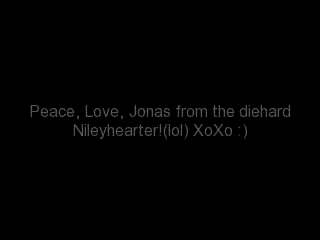 Peace, Love, Jonas from the diehard
Nileyhearter!(lol) XoXo :)